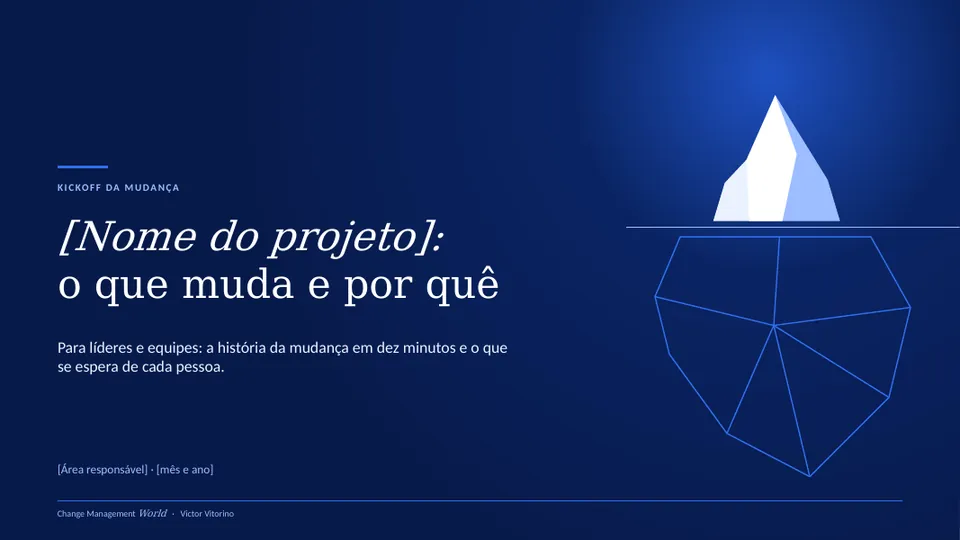 KICKOFF DA MUDANÇA
[Nome do projeto]:
o que muda e por quê
Para líderes e equipes: a história da mudança em dez minutos e o que
se espera de cada pessoa.
[Área responsável] · [mês e ano]
Change Management World · Victor Vitorino